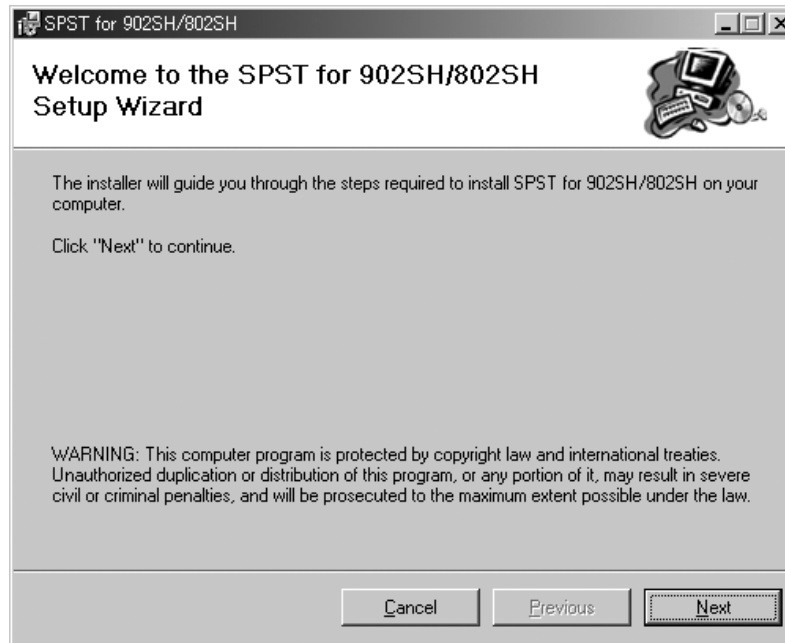 SPST for 902SH/802SH
Welcome to the SPST for 902SH/802SH
Setup Wizard
The installer will guide you through the steps required to install SPST for 902SH/802SH on your
computer.
Click "Next" to continue.
WARNING: This computer program is protected by copyright law and international treaties.
Unauthorized duplication or distribution of this program, or any portion of it, may result in severe
civil or criminal penalties, and will be prosecuted to the maximum extent possible under the law.
Cancel
Previous
Next